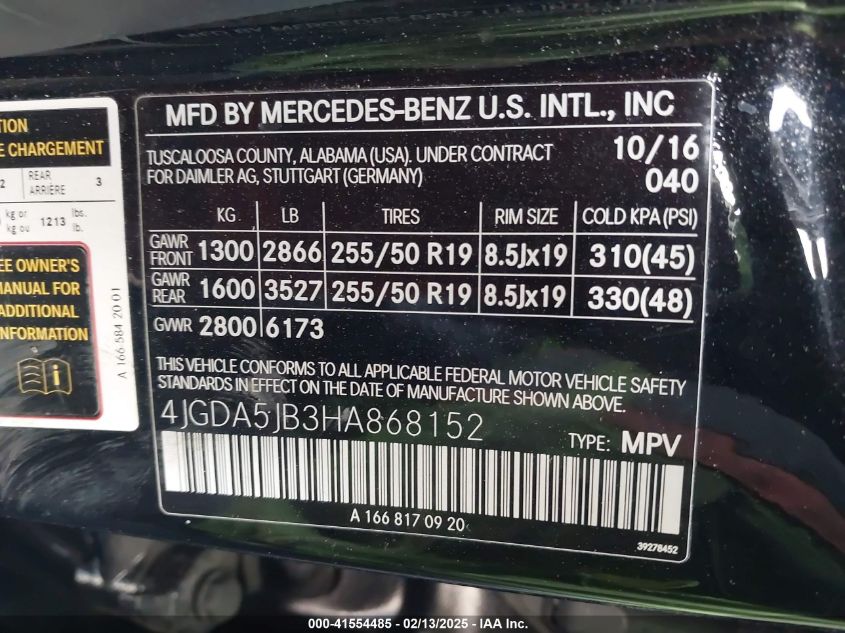 TION
E CHARGEMENT
2 REAR ARRIÈRE 3
kg or kg ou 1213 lbs. lb.
EE OWNER'S
MANUAL FOR
ADDITIONAL
INFORMATION
A 166 584 20 01
MFD BY MERCEDES-BENZ U.S. INTL., INC
TUSCALOOSA COUNTY, ALABAMA (USA). UNDER CONTRACT
FOR DAIMLER AG, STUTTGART (GERMANY)
10/16
040
KG LB TIRES RIM SIZE COLD KPA (PSI)
GAWR FRONT 1300 2866 255/50 R19 8.5Jx19 310(45)
GAWR REAR 1600 3527 255/50 R19 8.5Jx19 330(48)
GVWR 2800 6173
THIS VEHICLE CONFORMS TO ALL APPLICABLE FEDERAL MOTOR VEHICLE SAFETY
STANDARDS IN EFFECT ON THE DATE OF MANUFACTURE SHOWN ABOVE.
4JGDA5JB3HA868152
TYPE: MPV
A 166 817 09 20
39278452
000-41554485 - 02/13/2025 - IAA Inc.